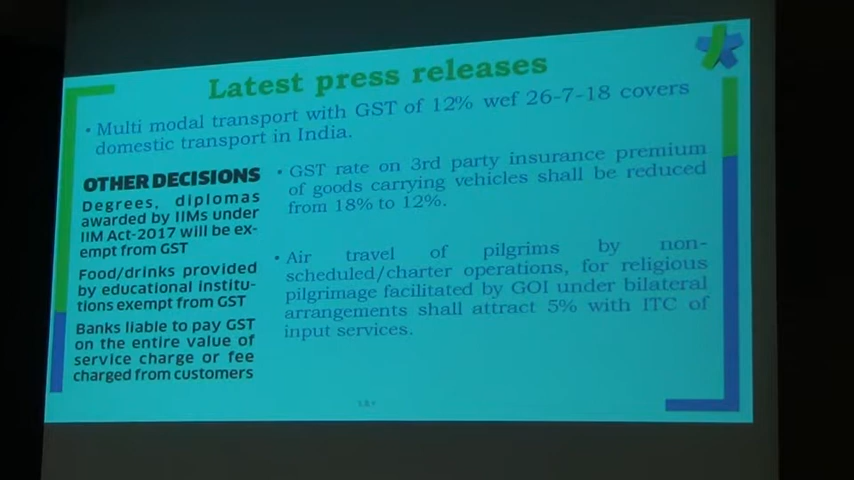 Latest press releases
• Multi modal transport with GST of 12% wef 26-7-18 covers
domestic transport in India.
OTHER DECISIONS
Degrees, diplomas
awarded by IIMs under
IIM Act-2017 will be ex-
empt from GST
Food/drinks provided
by educational institu-
tions exempt from GST
Banks liable to pay GST
on the entire value of
service charge or fee
charged from customers
• GST rate on 3rd party insurance premium
of goods carrying vehicles shall be reduced
from 18% to 12%.
• Air travel of pilgrims by non-
scheduled/charter operations, for religious
pilgrimage facilitated by GOI under bilateral
arrangements shall attract 5% with ITC of
input services.